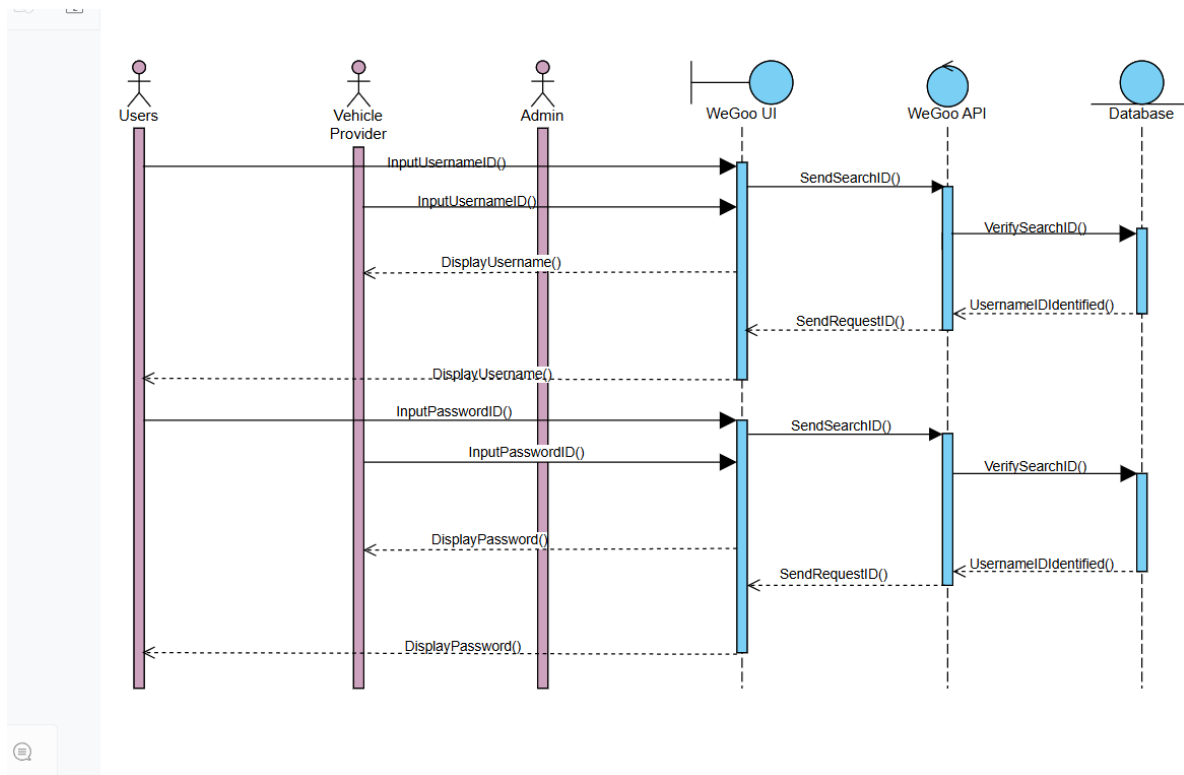 Users
Vehicle
Provider
Admin
WeGoo UI
WeGoo API
Database
InputUsernameID()
SendSearchID()
InputUsernameID()
VerifySearchID()
DisplayUsername()
UsernameIDIdentified()
SendRequestID()
DisplayUsername()
InputPasswordID()
SendSearchID()
InputPasswordID()
VerifySearchID()
DisplayPassword()
UsernameIDIdentified()
SendRequestID()
DisplayPassword()